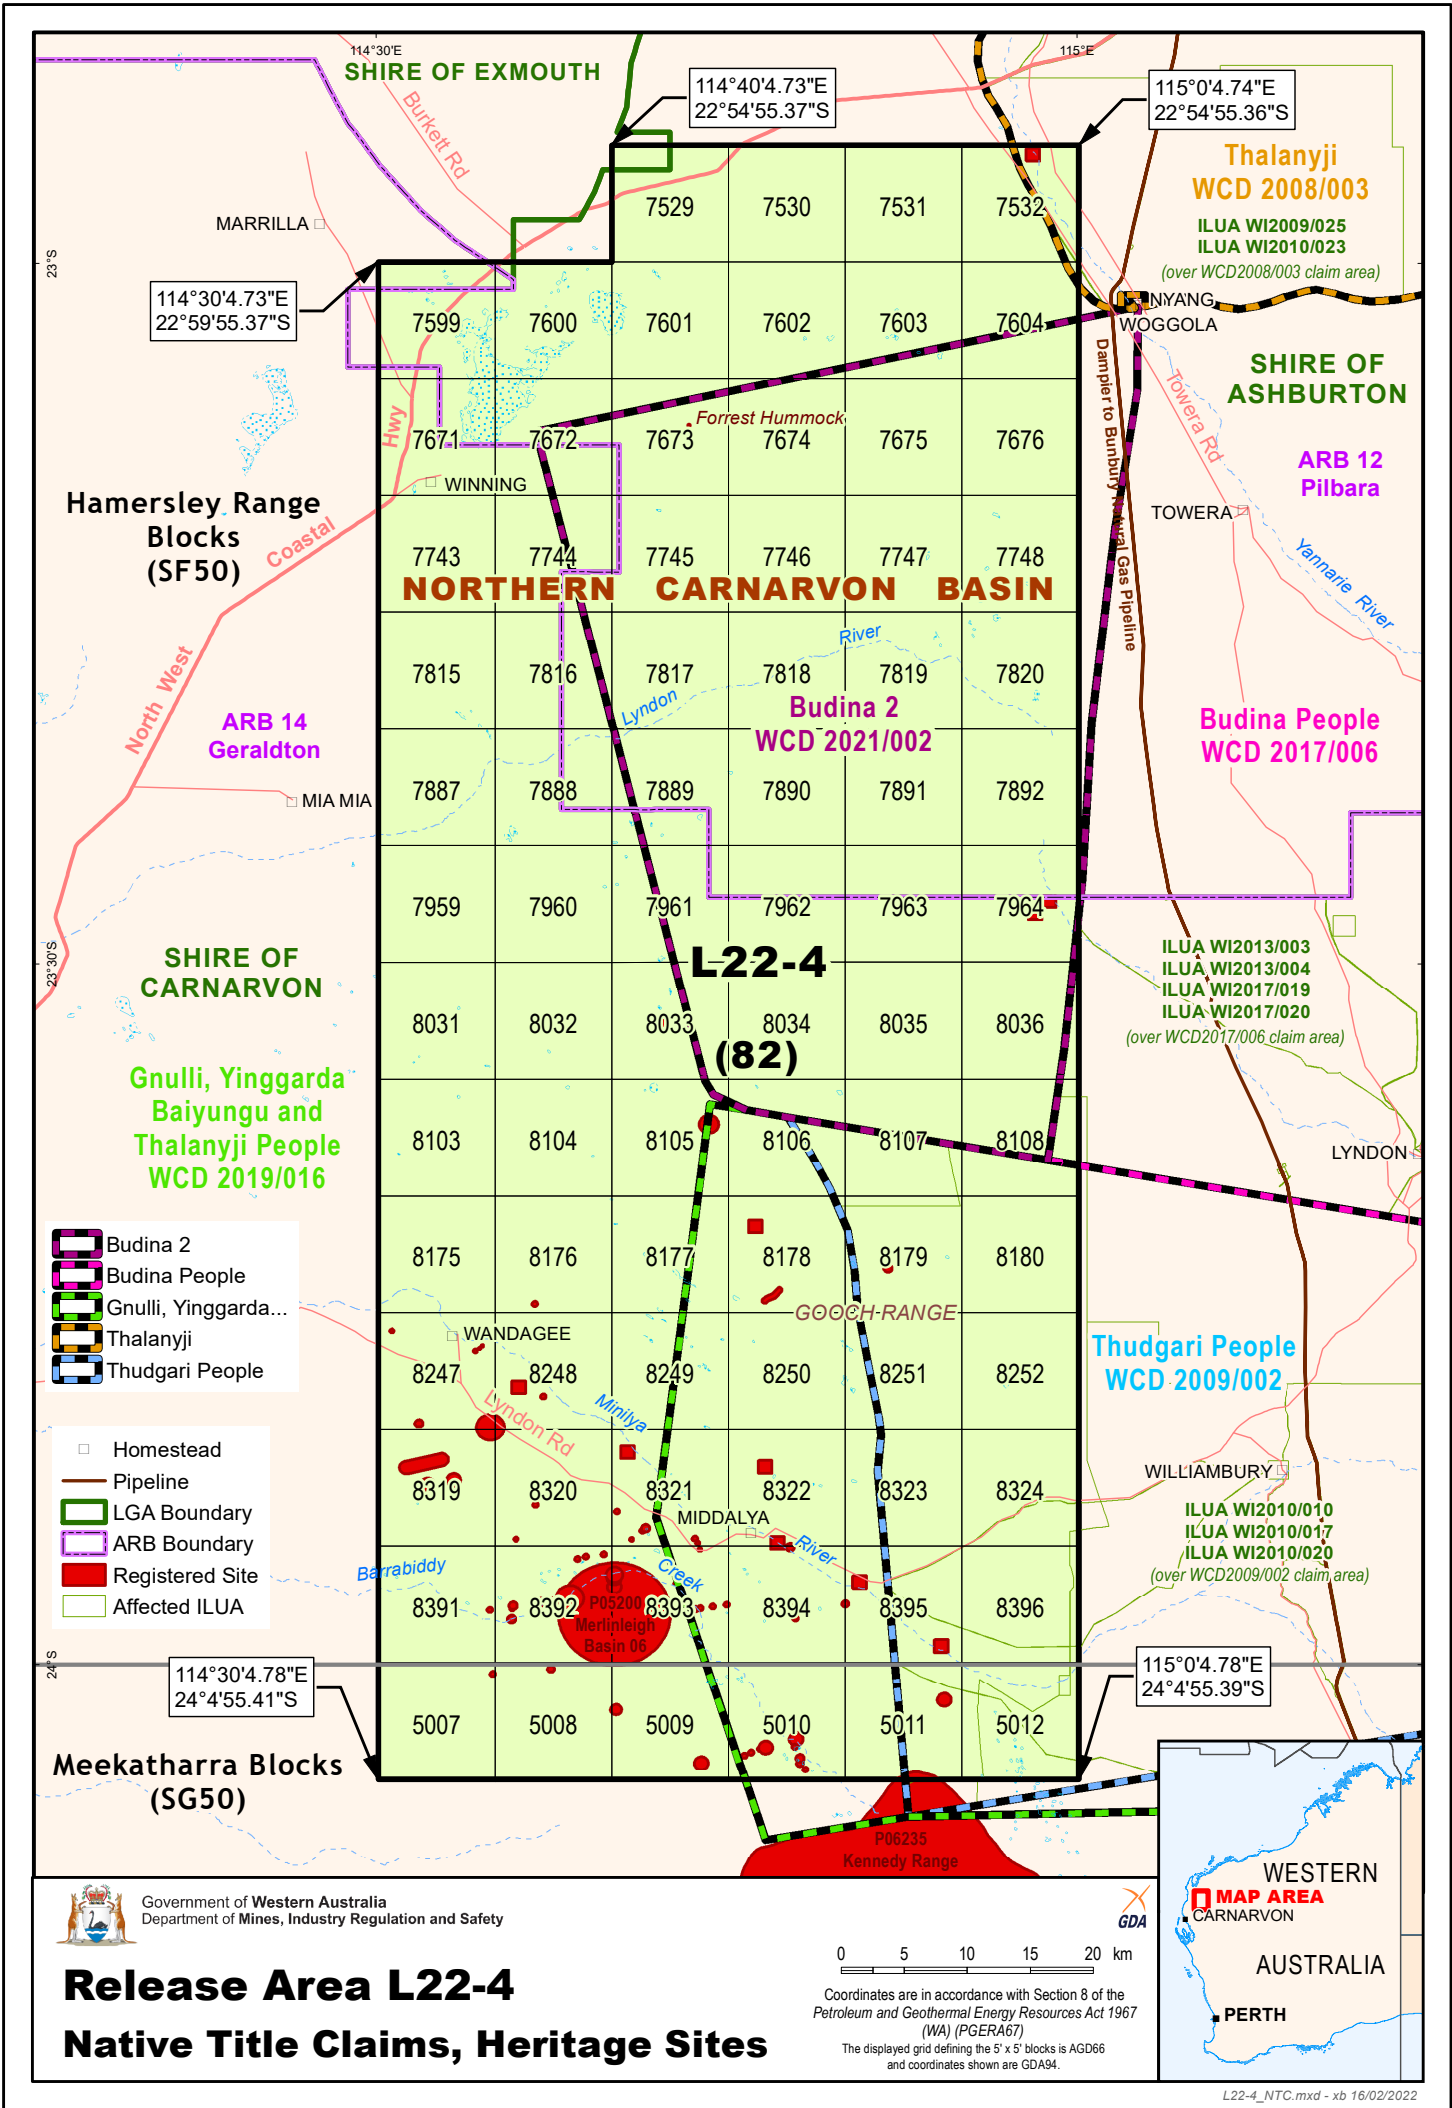 114°30'E
115°E
SHIRE OF EXMOUTH
114°40'4.73"E
22°54'55.37"S
115°0'4.74"E
22°54'55.36"S
Burkett Rd
Thalanyji
WCD 2008/003
ILUA WI2009/025
ILUA WI2010/023
(over WCD2008/003 claim area)
MARRILLA
7529 7530 7531 7532
23°S
114°30'4.73"E
22°59'55.37"S
NYANG
WOGGOLA
7599 7600 7601 7602 7603 7604
SHIRE OF
ASHBURTON
Dampier to Bunbury Natural Gas Pipeline
Towera Rd
Hwy
Forrest Hummock
7671 7672 7673 7674 7675 7676
ARB 12
Pilbara
WINNING
Hamersley Range
Blocks
(SF50)
Coastal
TOWERA
Yannarie River
7743 7744 7745 7746 7747 7748
NORTHERN CARNARVON BASIN
River
7815 7816 7817 7818 7819 7820
North West
Lyndon
ARB 14
Geraldton
Budina 2
WCD 2021/002
Budina People
WCD 2017/006
7887 7888 7889 7890 7891 7892
MIA MIA
7959 7960 7961 7962 7963 7964
23°30'S
SHIRE OF
CARNARVON
L22-4
ILUA WI2013/003
ILUA WI2013/004
ILUA WI2017/019
ILUA WI2017/020
(over WCD2017/006 claim area)
8031 8032 8033 8034 8035 8036
(82)
Gnulli, Yinggarda
Baiyungu and
Thalanyji People
WCD 2019/016
8103 8104 8105 8106 8107 8108
LYNDON
Budina 2
Budina People
Gnulli, Yinggarda...
Thalanyji
Thudgari People
8175 8176 8177 8178 8179 8180
GOOCH RANGE
WANDAGEE
Thudgari People
WCD 2009/002
8247 8248 8249 8250 8251 8252
Lyndon Rd
Minilya
Homestead
Pipeline
LGA Boundary
ARB Boundary
Registered Site
Affected ILUA
WILLIAMBURY
8319 8320 8321 8322 8323 8324
MIDDALYA
River
ILUA WI2010/010
ILUA WI2010/017
ILUA WI2010/020
(over WCD2009/002 claim area)
Barrabiddy
Creek
8391 8392 8393 8394 8395 8396
P05200
Merlinleigh
Basin 06
24°S
114°30'4.78"E
24°4'55.41"S
115°0'4.78"E
24°4'55.39"S
5007 5008 5009 5010 5011 5012
Meekatharra Blocks
(SG50)
P06235
Kennedy Range
WESTERN
MAP AREA
CARNARVON
AUSTRALIA
PERTH
Government of Western Australia
Department of Mines, Industry Regulation and Safety
GDA
Release Area L22-4
Native Title Claims, Heritage Sites
0 5 10 15 20 km
Coordinates are in accordance with Section 8 of the
Petroleum and Geothermal Energy Resources Act 1967
(WA) (PGERA67)
The displayed grid defining the 5' x 5' blocks is AGD66
and coordinates shown are GDA94.
L22-4_NTC.mxd - xb 16/02/2022